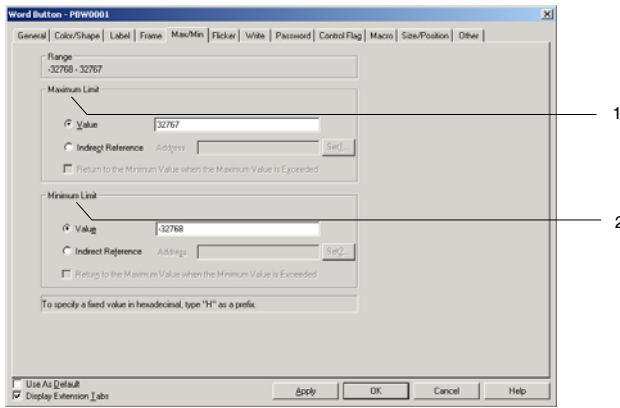 Word Button - PBW0001
General Color/Shape Label Frame Max/Min Flicker Write Password Control Flag Macro Size/Position Other
Range
-32768 - 32767
Maximum Limit
1
Value 32767
Indirect Reference Address Set1...
Return to the Minimum Value when the Maximum Value is Exceeded
Minimum Limit
2
Value -32768
Indirect Reference Address Set2...
Return to the Maximum Value when the Minimum Value is Exceeded
To specify a fixed value in hexadecimal, type "H" as a prefix.
Use As Default
Display Extension Tabs
Apply OK Cancel Help